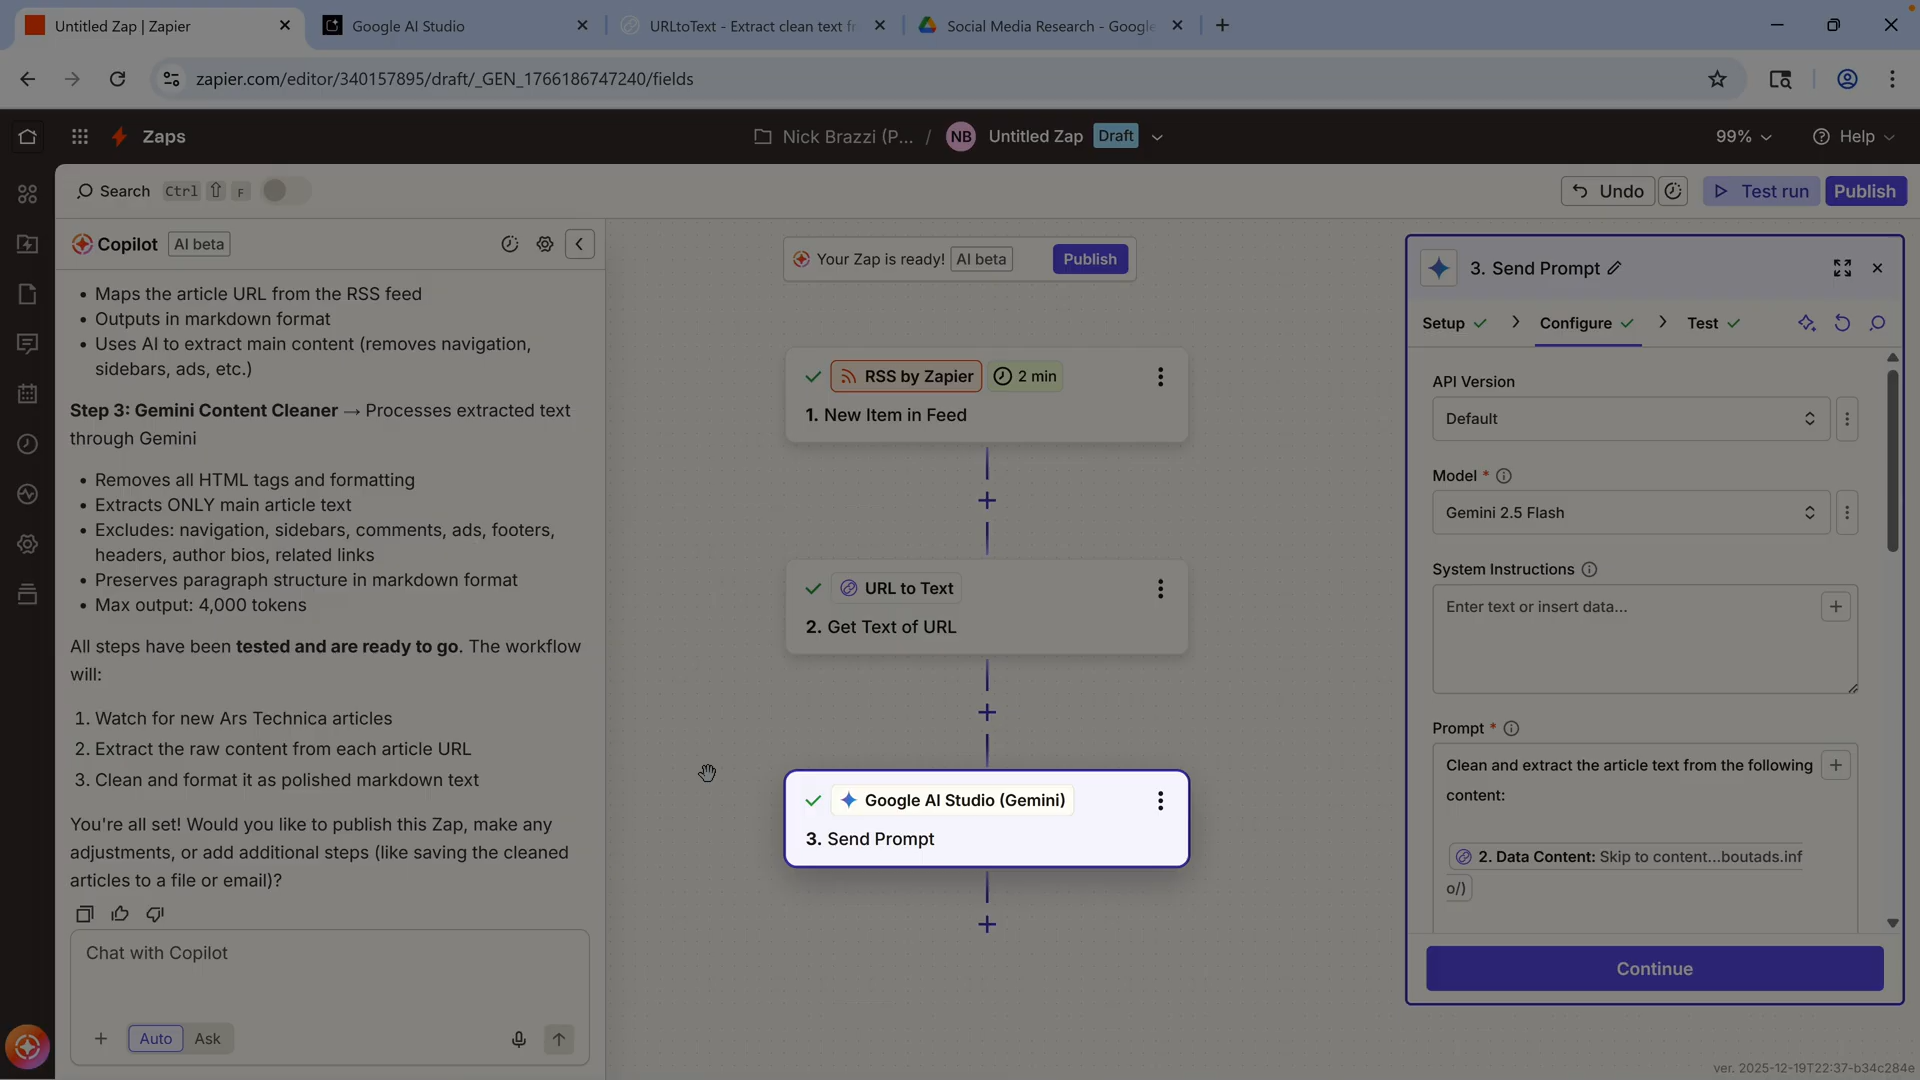 Untitled Zap | Zapier
Google AI Studio
URLtoText - Extract clean text fr
Social Media Research - Google
zapier.com/editor/340157895/draft/_GEN_1766186747240/fields
Zaps
Nick Brazzi (P... / NB Untitled Zap Draft
99%
Help
Search Ctrl ⇧ F
Undo
Test run
Publish
Copilot AI beta
• Maps the article URL from the RSS feed
• Outputs in markdown format
• Uses AI to extract main content (removes navigation,
sidebars, ads, etc.)
Step 3: Gemini Content Cleaner → Processes extracted text
through Gemini
• Removes all HTML tags and formatting
• Extracts ONLY main article text
• Excludes: navigation, sidebars, comments, ads, footers,
headers, author bios, related links
• Preserves paragraph structure in markdown format
• Max output: 4,000 tokens
All steps have been tested and are ready to go. The workflow
will:
1. Watch for new Ars Technica articles
2. Extract the raw content from each article URL
3. Clean and format it as polished markdown text
You're all set! Would you like to publish this Zap, make any
adjustments, or add additional steps (like saving the cleaned
articles to a file or email)?
Chat with Copilot
Auto
Ask
Your Zap is ready! AI beta Publish
RSS by Zapier 2 min
1. New Item in Feed
URL to Text
2. Get Text of URL
Google AI Studio (Gemini)
3. Send Prompt
3. Send Prompt
Setup
Configure
Test
API Version
Default
Model *
Gemini 2.5 Flash
System Instructions
Enter text or insert data...
Prompt *
Clean and extract the article text from the following
content:
2. Data Content: Skip to content...boutads.inf
o/)
Continue
ver. 2025-12-19T22:37-b34c284e